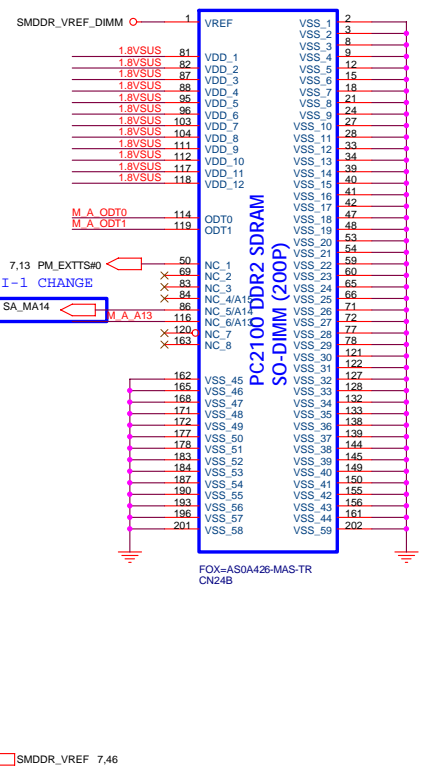 SMDDR_VREF_DIMM 1 VREF
1.8VSUS 81 VDD_1
1.8VSUS 82 VDD_2
1.8VSUS 87 VDD_3
1.8VSUS 88 VDD_4
1.8VSUS 95 VDD_5
1.8VSUS 96 VDD_6
1.8VSUS 103 VDD_7
1.8VSUS 104 VDD_8
1.8VSUS 111 VDD_9
1.8VSUS 112 VDD_10
1.8VSUS 117 VDD_11
1.8VSUS 118 VDD_12
M_A_ODT0 114 ODT0
M_A_ODT1 119 ODT1
7,13 PM_EXTTS#0 50 NC_1
69 NC_2
I-1 CHANGE 83 NC_3
84 NC_4/A15
SA_MA14 86 NC_5/A14
M_A_A13 116 NC_6/A13
120 NC_7
163 NC_8
162 VSS_45
165 VSS_46
168 VSS_47
171 VSS_48
172 VSS_49
177 VSS_50
178 VSS_51
183 VSS_52
184 VSS_53
187 VSS_54
190 VSS_55
193 VSS_56
196 VSS_57
201 VSS_58
PC2100 DDR2 SDRAM
SO-DIMM (200P)
VSS_1 2
VSS_2 3
VSS_3 8
VSS_4 9
VSS_5 12
VSS_6 15
VSS_7 18
VSS_8 21
VSS_9 24
VSS_10 27
VSS_11 28
VSS_12 33
VSS_13 34
VSS_14 39
VSS_15 40
VSS_16 41
VSS_17 42
VSS_18 47
VSS_19 48
VSS_20 53
VSS_21 54
VSS_22 59
VSS_23 60
VSS_24 65
VSS_25 66
VSS_26 71
VSS_27 72
VSS_28 77
VSS_29 78
VSS_30 121
VSS_31 122
VSS_32 127
VSS_33 128
VSS_34 132
VSS_35 133
VSS_36 138
VSS_37 139
VSS_38 144
VSS_39 145
VSS_40 149
VSS_41 150
VSS_42 155
VSS_43 156
VSS_44 161
VSS_59 202
FOX=AS0A426-MAS-TR
CN24B
SMDDR_VREF 7,46